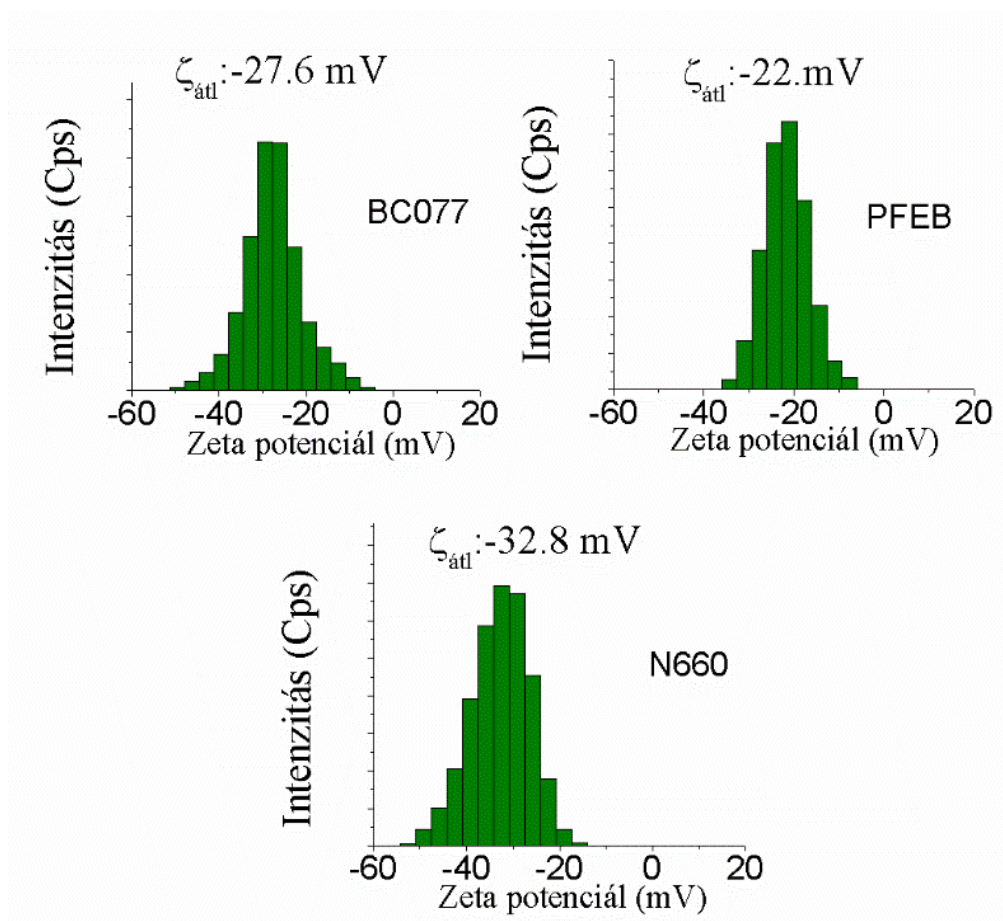 ζátl:-27.6 mV
Intenzitás (Cps)
BC077
-60 -40 -20 0 20
Zeta potenciál (mV)
ζátl:-22.mV
Intenzitás (Cps)
PFEB
-60 -40 -20 0 20
Zeta potenciál (mV)
ζátl:-32.8 mV
Intenzitás (Cps)
N660
-60 -40 -20 0 20
Zeta potenciál (mV)